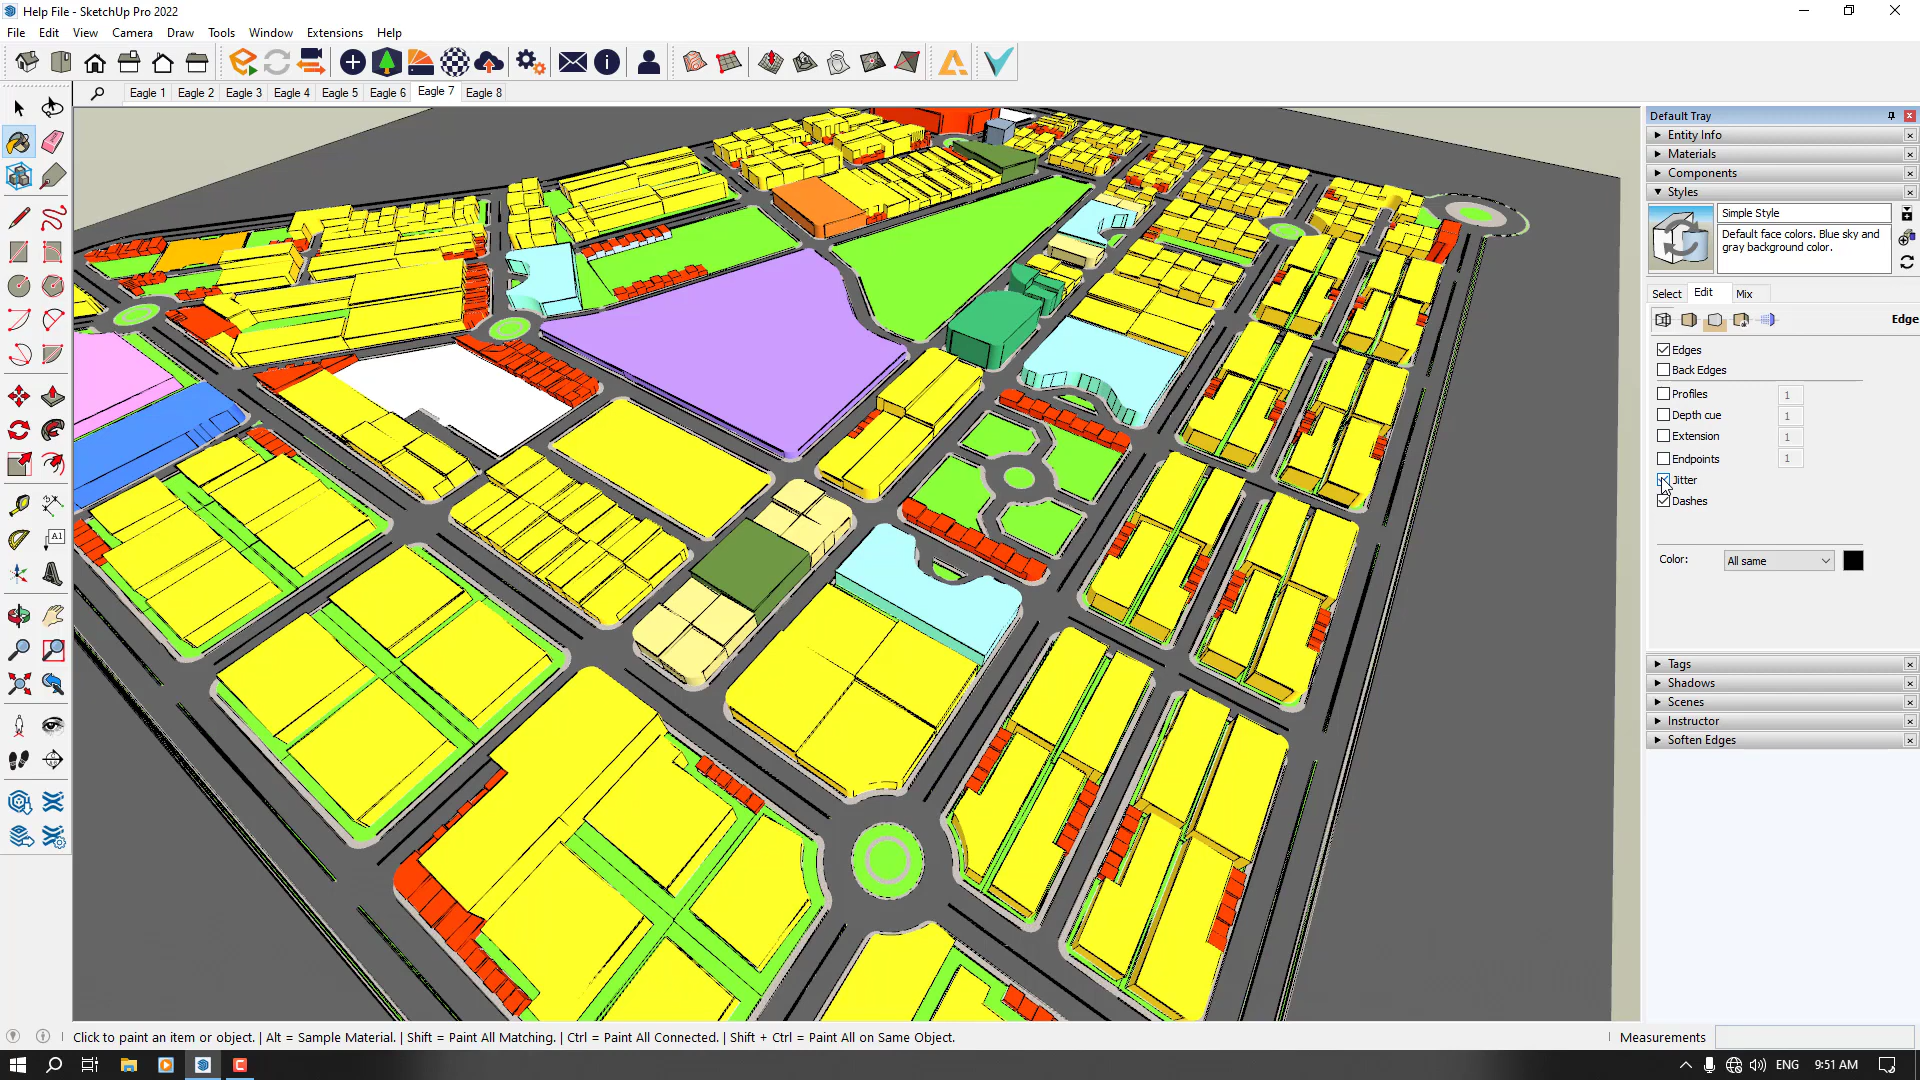 Help File - SketchUp Pro 2022
File Edit View Camera Draw Tools Window Extensions Help
Eagle 1 Eagle 2 Eagle 3 Eagle 4 Eagle 5 Eagle 6 Eagle 7 Eagle 8
Default Tray
Entity Info
Materials
Components
Styles
Simple Style
Default face colors. Blue sky and
gray background color.
Select Edit Mix
Edge
Edges
Back Edges
Profiles 1
Depth cue 1
Extension 1
Endpoints 1
Jitter
Dashes
Color: All same
Tags
Shadows
Scenes
Instructor
Soften Edges
A1
Click to paint an item or object. | Alt = Sample Material. | Shift = Paint All Matching. | Ctrl = Paint All Connected. | Shift + Ctrl = Paint All on Same Object.
Measurements
ENG 9:51 AM